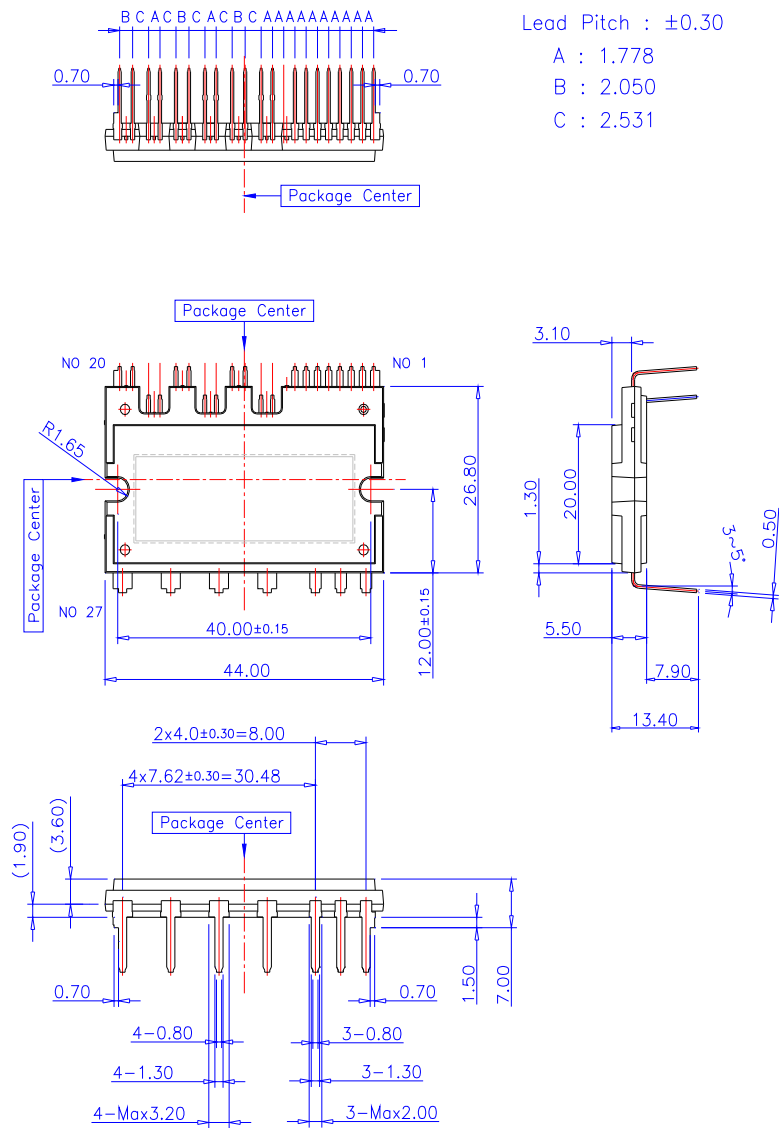 B C A C B C A C B C A A A A A A A A A A
Lead Pitch : ±0.30
A : 1.778
B : 2.050
C : 2.531
0.70
0.70
Package Center
Package Center
NO 20
NO 1
3.10
R1.65
Package Center
26.80
1.30
20.00
3~5°
0.50
NO 27
40.00±0.15
12.00±0.15
5.50
44.00
7.90
13.40
2x4.0±0.30=8.00
4x7.62±0.30=30.48
Package Center
(1.90)
(3.60)
0.70
0.70
1.50
7.00
4-0.80
3-0.80
4-1.30
3-1.30
4-Max3.20
3-Max2.00